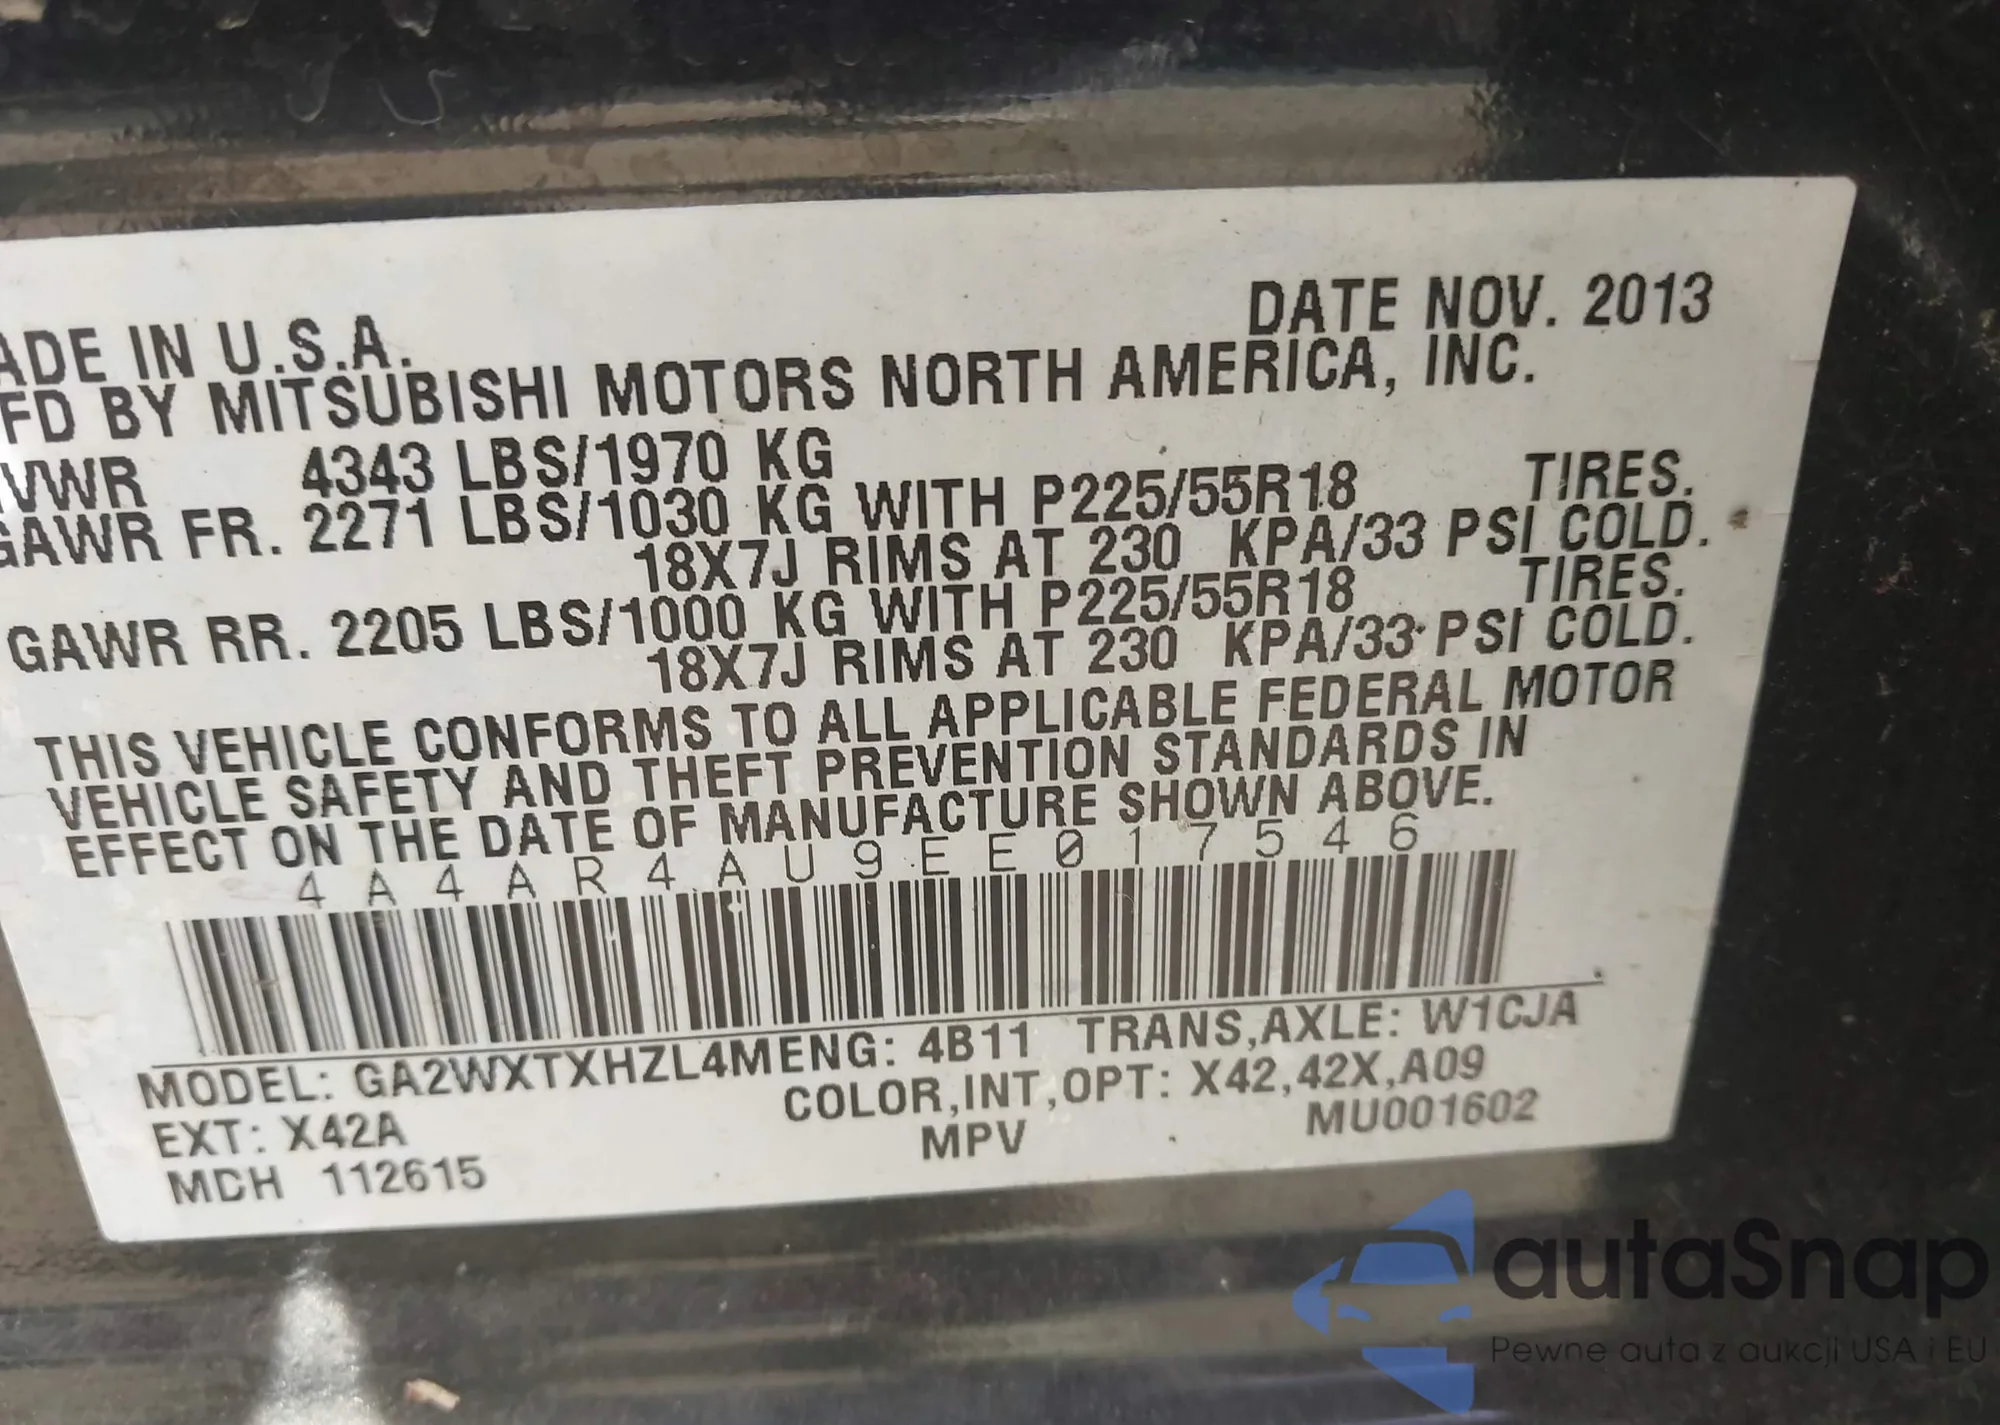 ADE IN U.S.A.
DATE NOV. 2013
FD BY MITSUBISHI MOTORS NORTH AMERICA, INC.
VWR 4343 LBS/1970 KG
GAWR FR. 2271 LBS/1030 KG WITH P225/55R18 TIRES.
18X7J RIMS AT 230 KPA/33 PSI COLD.
GAWR RR. 2205 LBS/1000 KG WITH P225/55R18 TIRES.
18X7J RIMS AT 230 KPA/33 PSI COLD.
THIS VEHICLE CONFORMS TO ALL APPLICABLE FEDERAL MOTOR
VEHICLE SAFETY AND THEFT PREVENTION STANDARDS IN
EFFECT ON THE DATE OF MANUFACTURE SHOWN ABOVE.
4A4AR4AU9EE017546
MODEL: GA2WXTXHZL4MENG: 4B11 TRANS,AXLE: W1CJA
EXT: X42A COLOR,INT,OPT: X42,42X,A09
MDH 112615 MPV MU001602
autaSnap
Pewne auta z aukcji USA i EU